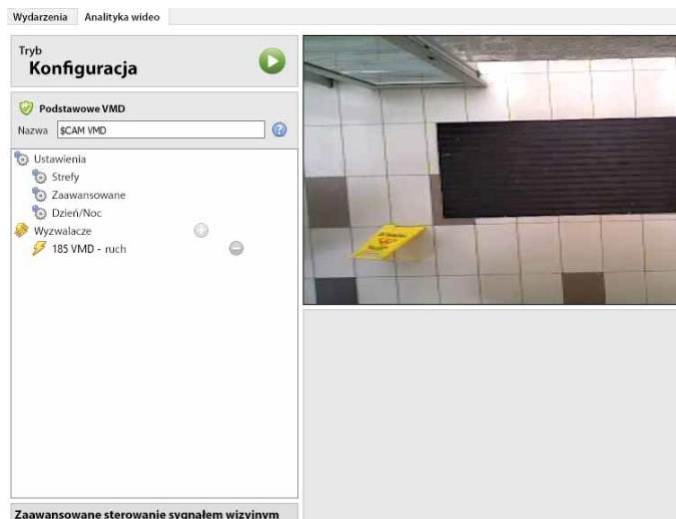 Wydarzenia Analityka wideo
Tryb
Konfiguracja
Podstawowe VMD
Nazwa $CAM VMD
Ustawienia
Strefy
Zaawansowane
Dzień/Noc
Wyzwalacze
185 VMD - ruch
Zaawansowane sterowanie sygnałem wizyjnym